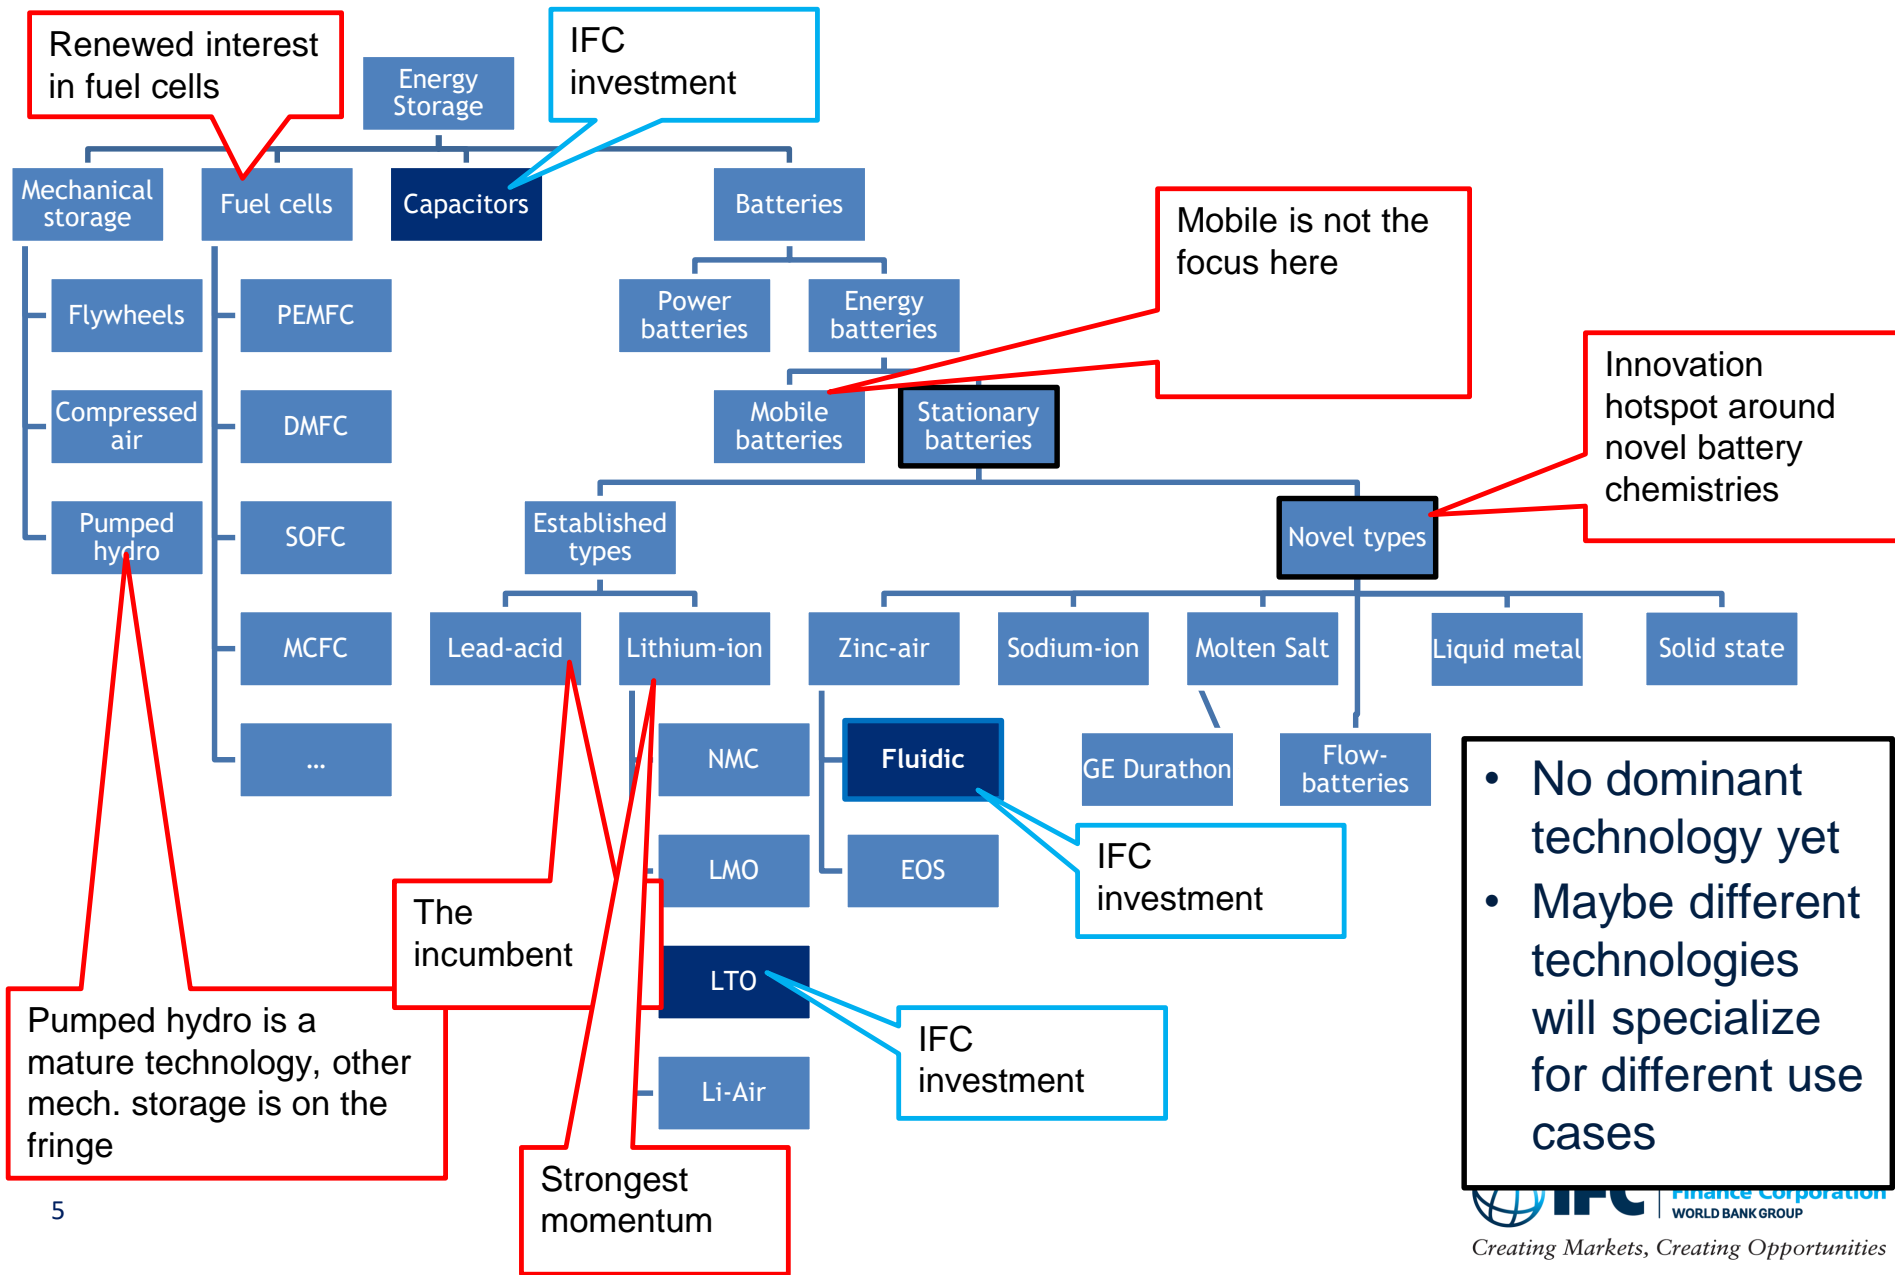 Renewed interest
in fuel cells
Energy
Storage
IFC
investment
Mechanical
storage
Fuel cells
Capacitors
Batteries
Mobile is not the
focus here
Flywheels
PEMFC
Power
batteries
Energy
batteries
Innovation
hotspot around
novel battery
chemistries
Compressed
air
DMFC
Mobile
batteries
Stationary
batteries
Pumped
hydro
SOFC
Established
types
Novel types
MCFC
Lead-acid
Lithium-ion
Zinc-air
Sodium-ion
Molten Salt
Liquid metal
Solid state
...
NMC
Fluidic
GE Durathon
Flow-
batteries
LMO
EOS
IFC
investment
The
incumbent
LTO
IFC
investment
Li-Air
Pumped hydro is a
mature technology, other
mech. storage is on the
fringe
Strongest
momentum
• No dominant
technology yet
• Maybe different
technologies
will specialize
for different use
cases
5
IFC
Finance Corporation
WORLD BANK GROUP
Creating Markets, Creating Opportunities